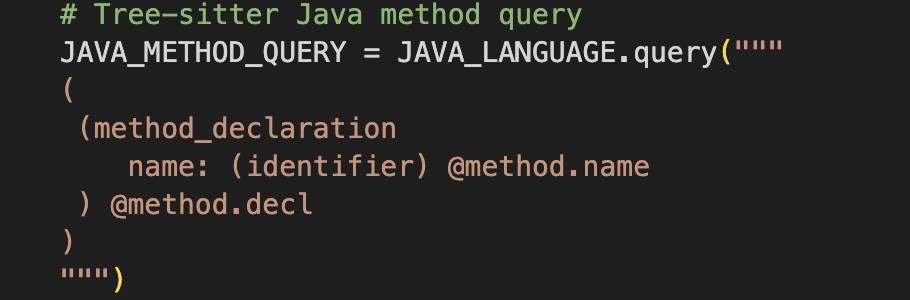 # Tree-sitter Java method query
JAVA_METHOD_QUERY = JAVA_LANGUAGE.query("""
(
 (method_declaration
    name: (identifier) @method.name
 ) @method.decl
)
""")